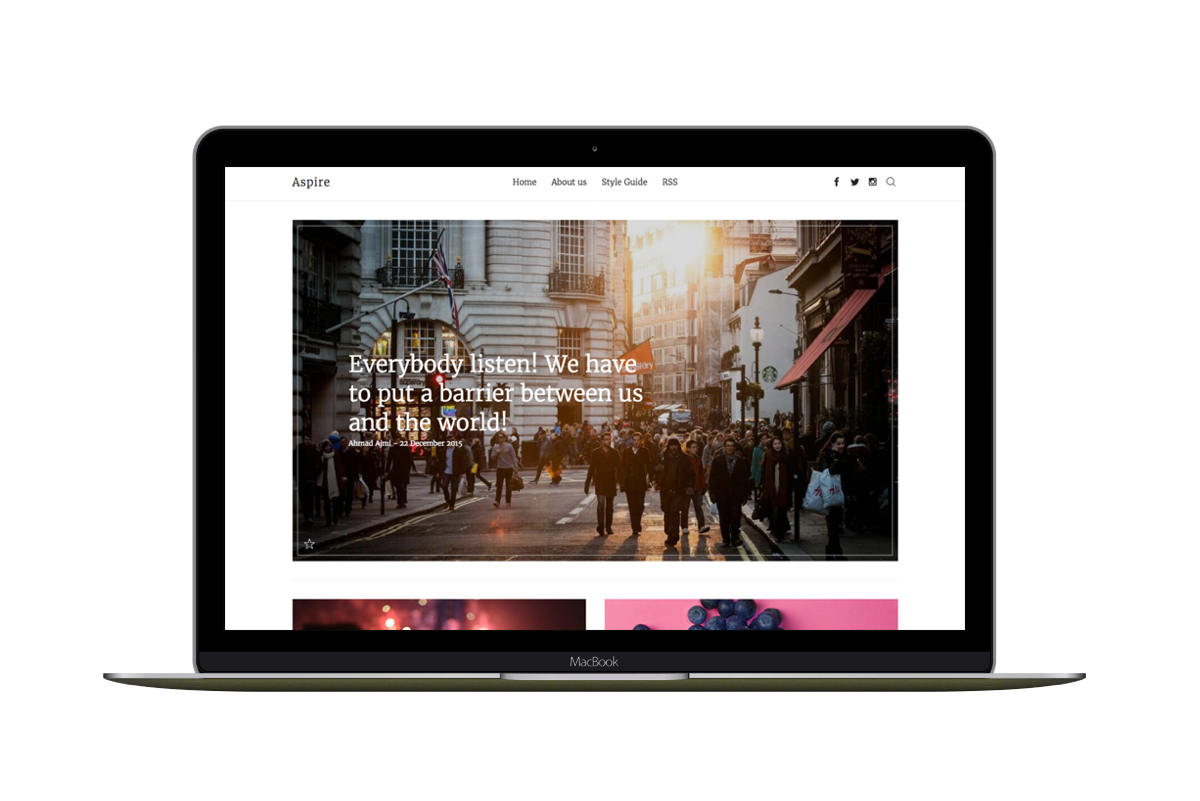 Aspire
Home About us Style Guide RSS
Everybody listen! We have
to put a barrier between us
and the world!
Ahmad Ajmi – 22 December 2015
MacBook